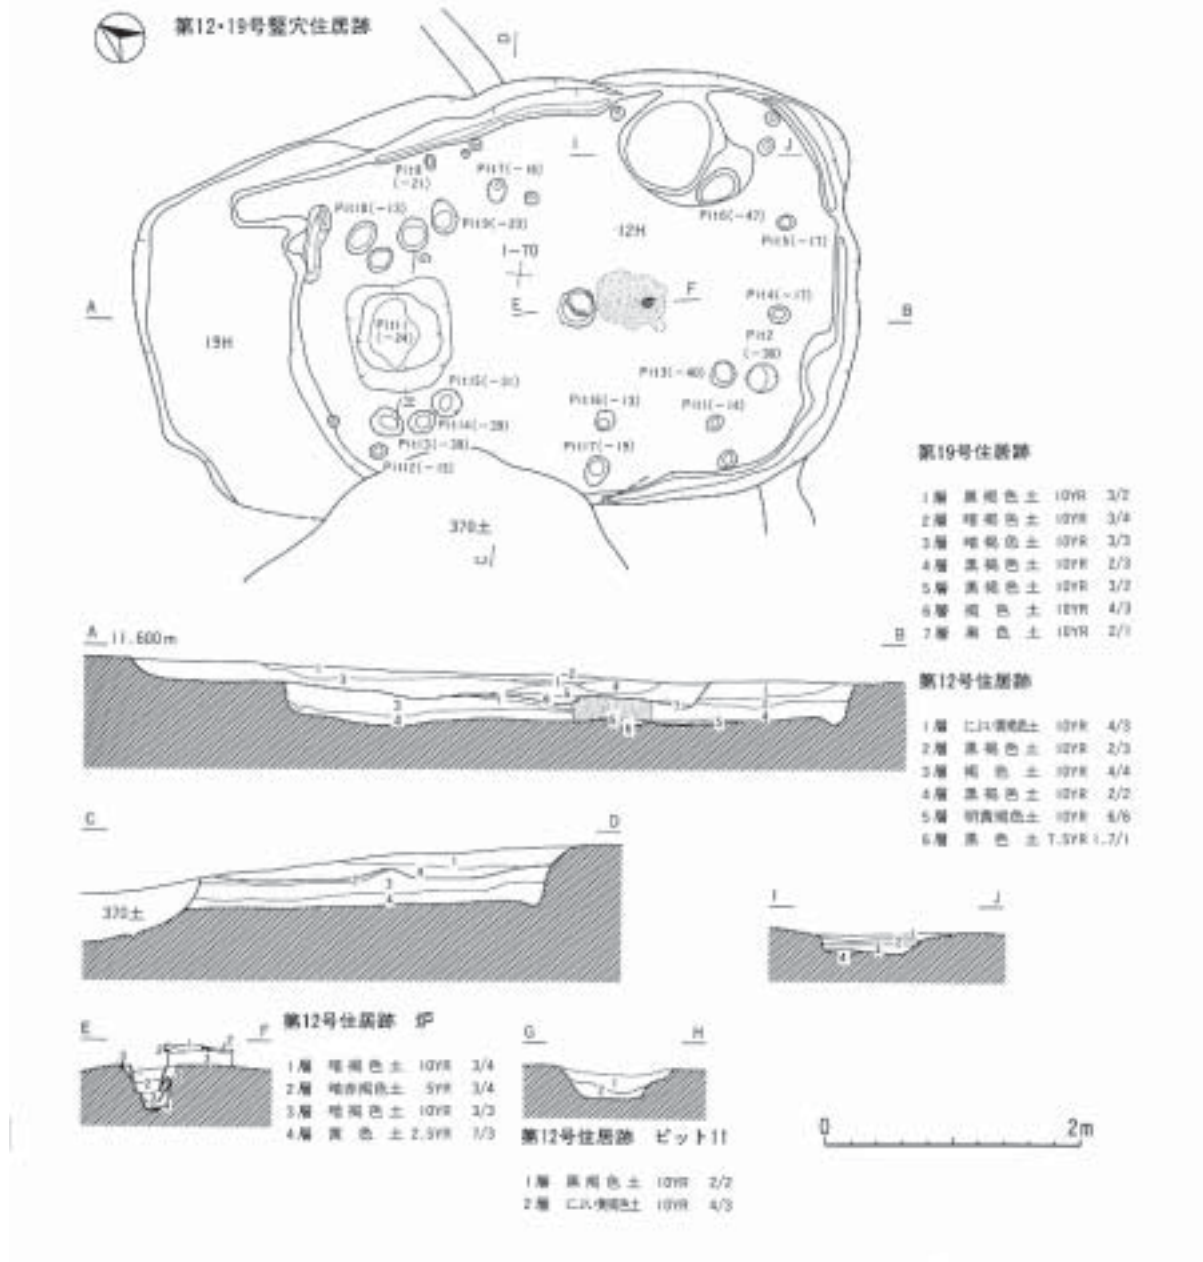 第12・19号竪穴住居跡
D
I
J
Pit8
(-21)
Pit7(-16)
Pit10(-13)
Pit9(-23)
Pit6(-47)
Pit5(-17)
12H
G
I-70
E
F
Pit4(-17)
A
B
19H
Pit11
(-24)
Pit2
(-38)
Pit3(-40)
Pit15(-31)
H
Pit16(-13)
Pit1(-14)
Pit14(-39)
Pit13(-38)
Pit17(-19)
Pit12(-15)
370土
C
第19号住居跡
1層 黒褐色土 10YR 3/2
2層 暗褐色土 10YR 3/4
3層 暗褐色土 10YR 3/3
4層 黒褐色土 10YR 2/3
5層 黒褐色土 10YR 3/2
6層 褐色土 10YR 4/3
7層 黒色土 10YR 2/1
A 11.600m
B
第12号住居跡
1層 にぶい黄褐色土 10YR 4/3
2層 黒褐色土 10YR 2/3
3層 褐色土 10YR 4/4
4層 黒褐色土 10YR 2/2
5層 明黄褐色土 10YR 6/6
6層 黒色土 7.5YR 1.7/1
C
D
370土
I
J
E
F
第12号住居跡 炉
1層 暗褐色土 10YR 3/4
2層 暗赤褐色土 5YR 3/4
3層 暗褐色土 10YR 3/3
4層 黄色土 2.5YR 7/3
G
H
第12号住居跡 ピット11
1層 黒褐色土 10YR 2/2
2層 にぶい黄褐色土 10YR 4/3
0 2m